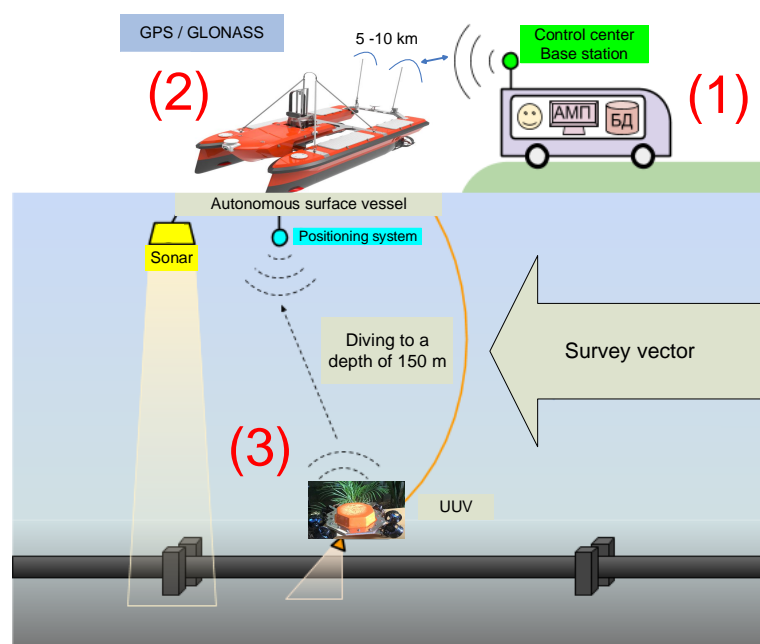 GPS / GLONASS
5 -10 km
Control center
Base station
(2)
(1)
АМП
БД
Autonomous surface vessel
Positioning system
Sonar
Diving to a
depth of 150 m
Survey vector
(3)
UUV